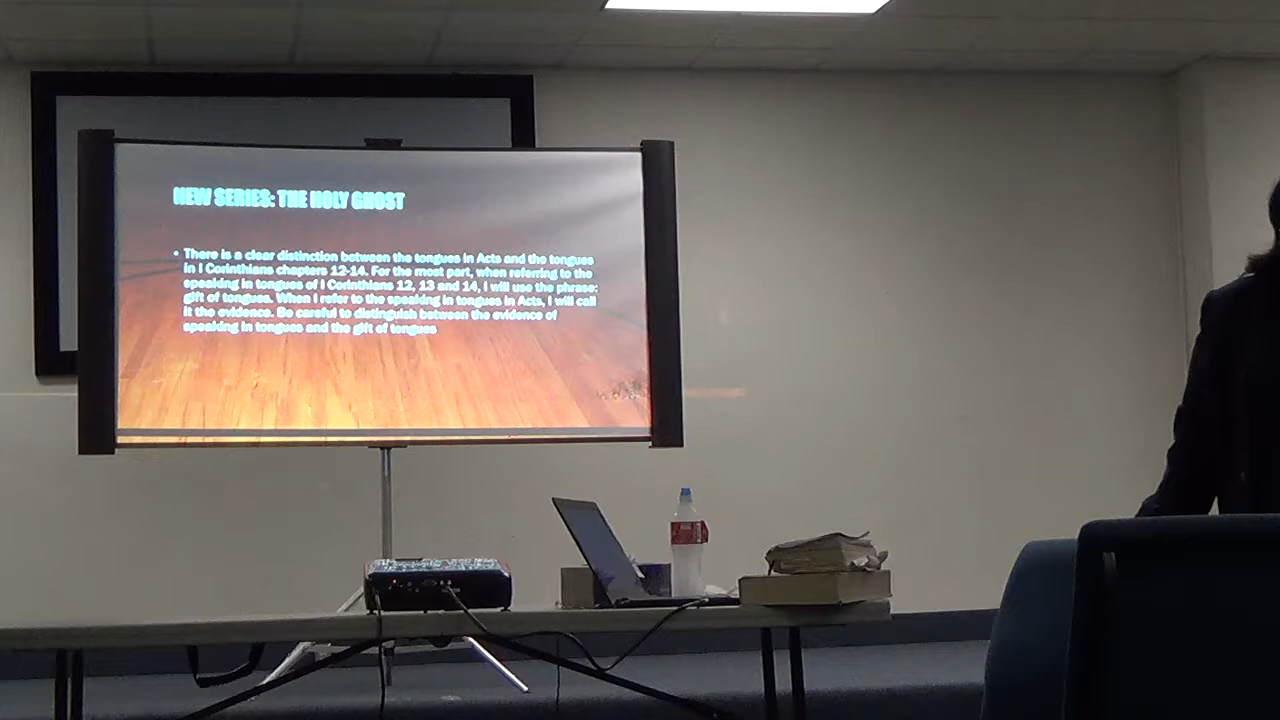 NEW SERIES: THE HOLY GHOST
• There is a clear distinction between the tongues in Acts and the tongues
in I Corinthians chapters 12-14. For the most part, when referring to the
speaking in tongues of I Corinthians 12, 13 and 14, I will use the phrase:
gift of tongues. When I refer to the speaking in tongues in Acts, I will call
it the evidence. Be careful to distinguish between the evidence of
speaking in tongues and the gift of tongues